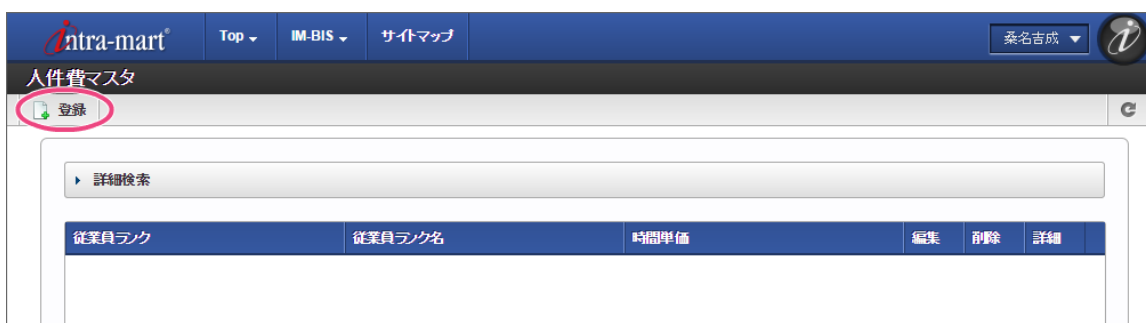 intra-mart® Top IM-BIS サイトマップ 桑名吉成
人件費マスタ
登録
詳細検索
従業員ランク 従業員ランク名 時間単価 編集 削除 詳細